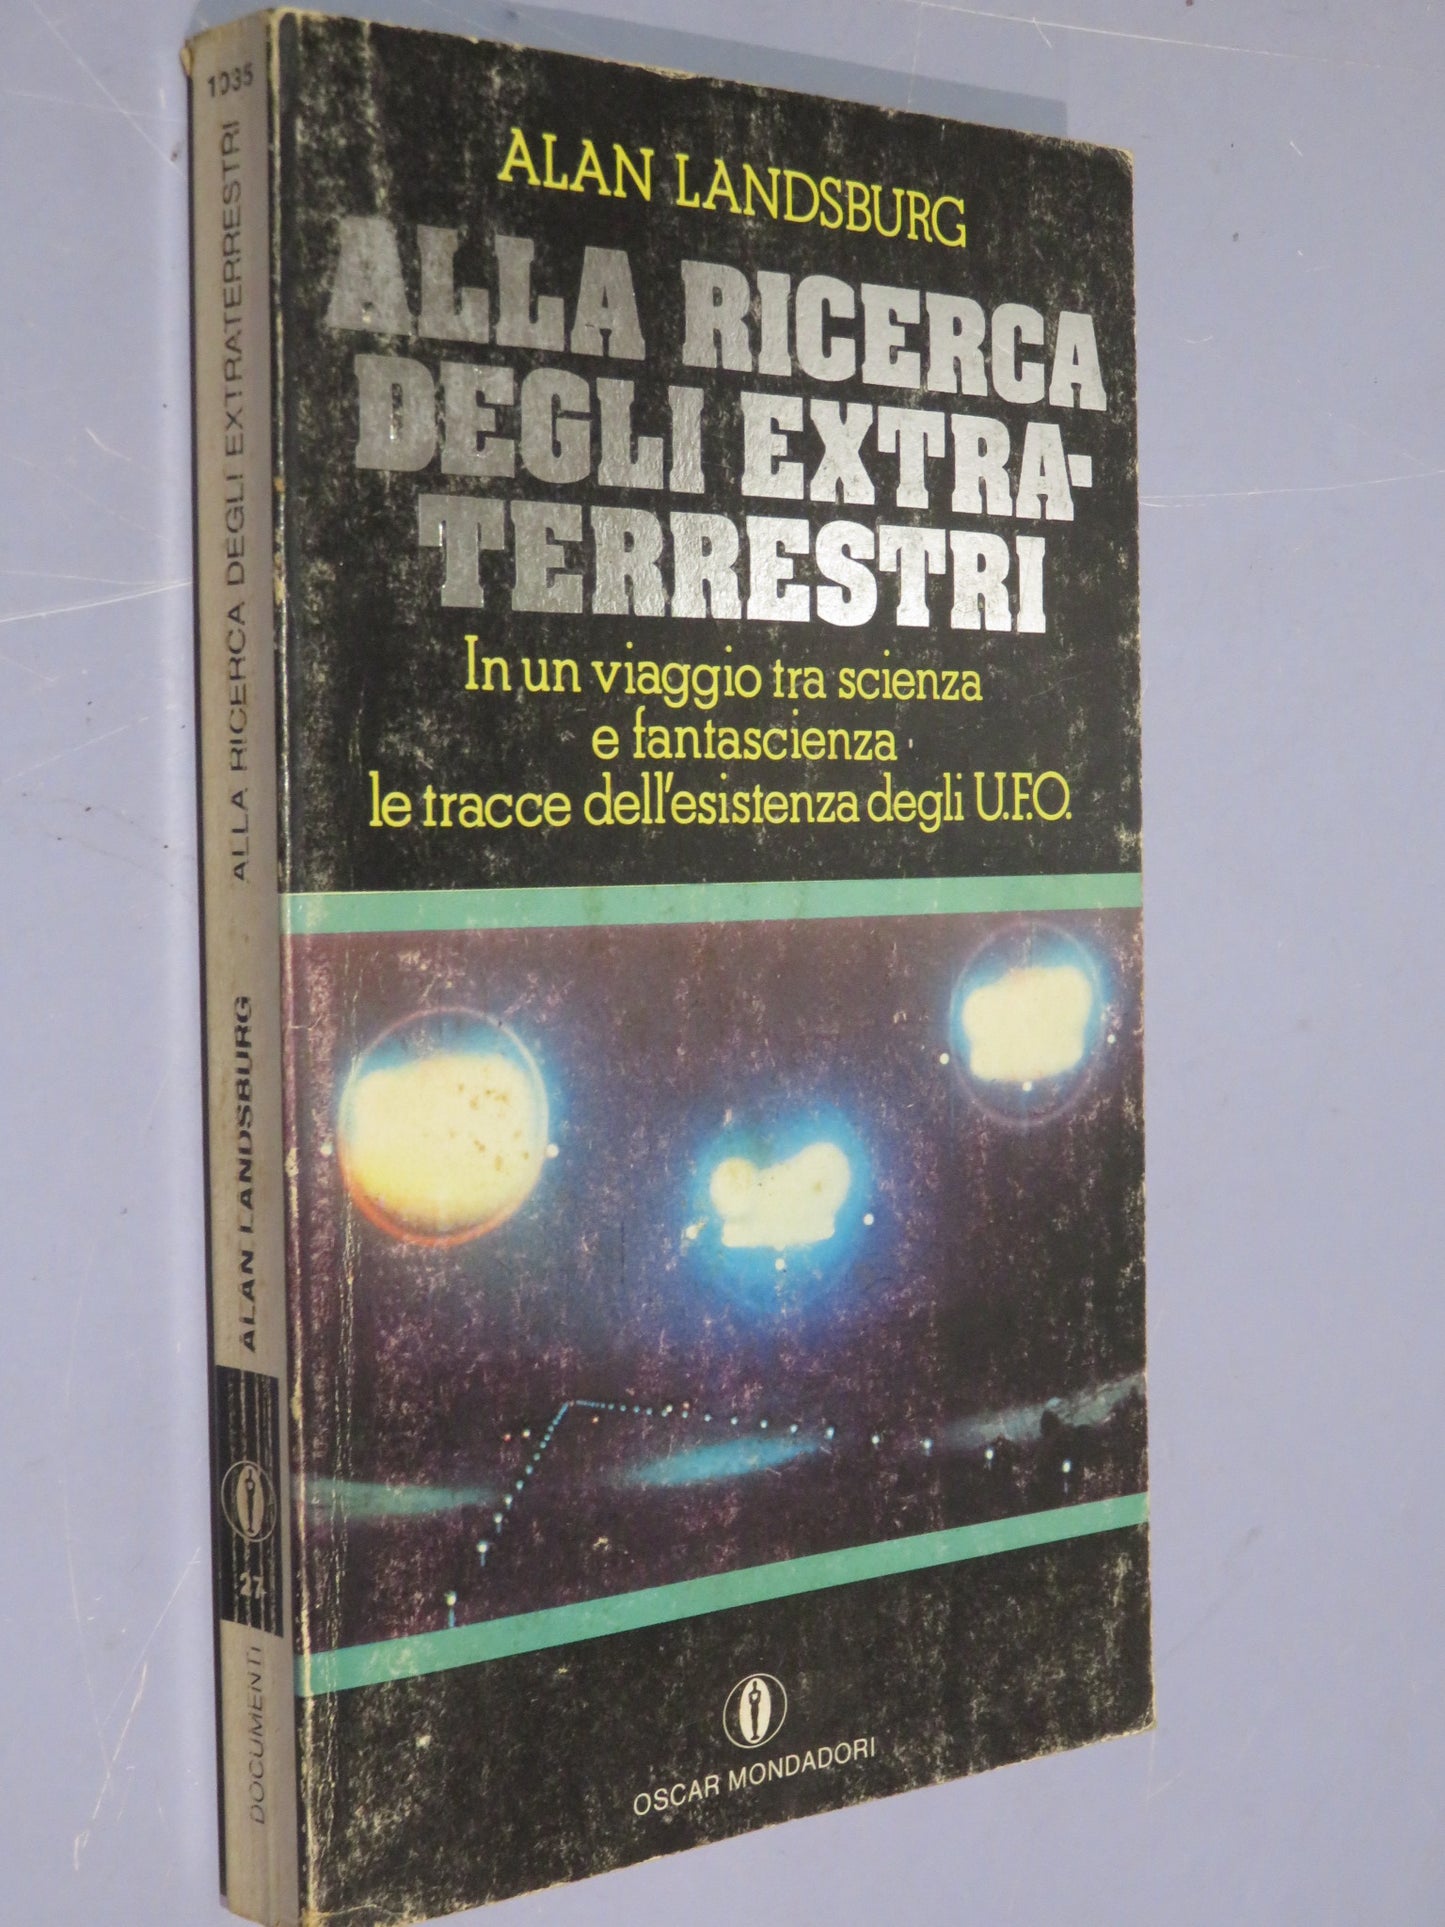 1035
ALLA RICERCA DEGLI EXTRATERRESTRI
ALAN LANDSBURG
27
DOCUMENTI
ALAN LANDSBURG
ALLA RICERCA
DEGLI EXTRA-
TERRESTRI
In un viaggio tra scienza
e fantascienza
le tracce dell'esistenza degli U.F.O.
OSCAR MONDADORI